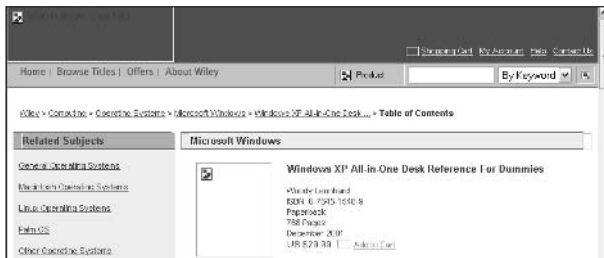 Shopping Cart My Account Help Contact Us
Home | Browse Titles | Offers | About Wiley
Product
By Keyword
Wiley > Computing > Operating Systems > Microsoft Windows > Windows XP All-in-One Desk ... > Table of Contents
Related Subjects
Microsoft Windows
General Operating Systems
Windows XP All-in-One Desk Reference For Dummies
Woody Leonhard
Macintosh Operating Systems
ISBN: 0-7645-1548-9
Paperback
Linux Operating Systems
768 Pages
Palm OS
December 2001
US $29.99 Add to Cart
Other Operating Systems